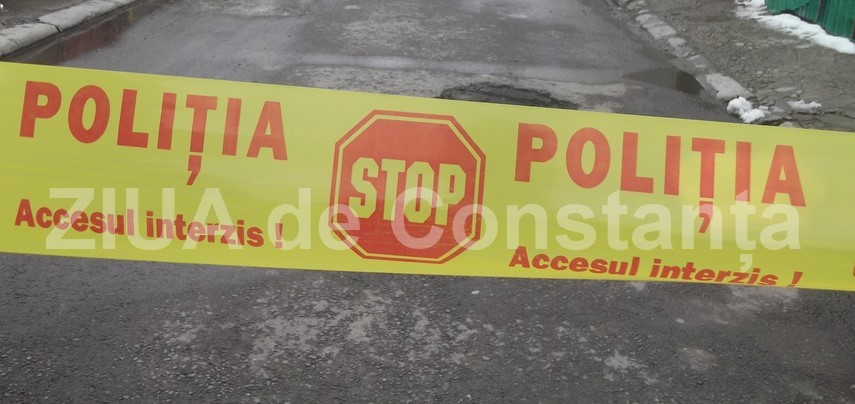 POLIȚIA
Accesul interzis !
STOP
POLIȚIA
Accesul interzis !
ZIUA de Constanța